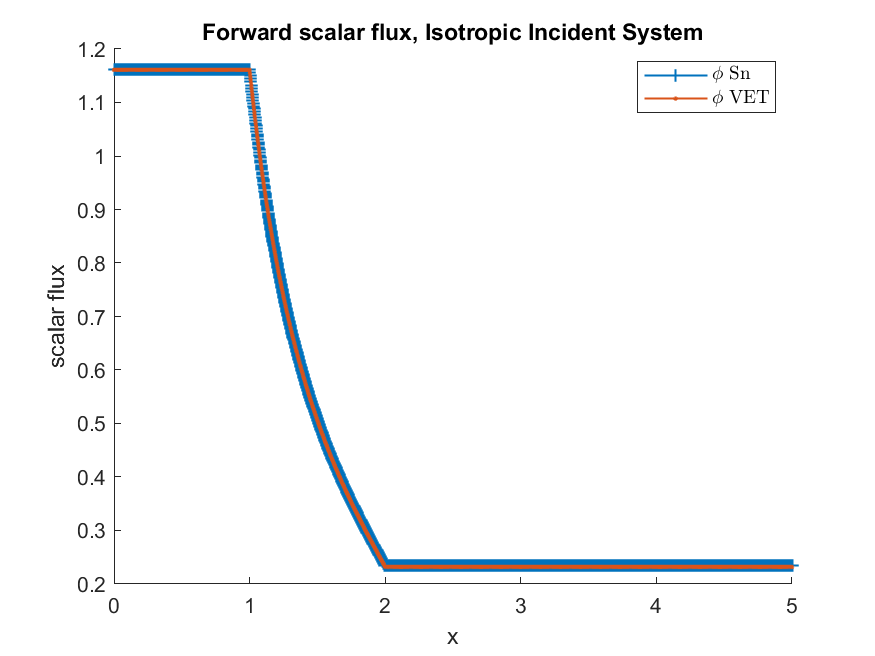 Forward scalar flux, Isotropic Incident System
1.2
1.1
1
0.9
0.8
0.7
0.6
0.5
0.4
0.3
0.2
scalar flux
ϕ Sn
ϕ VET
0 1 2 3 4 5
x